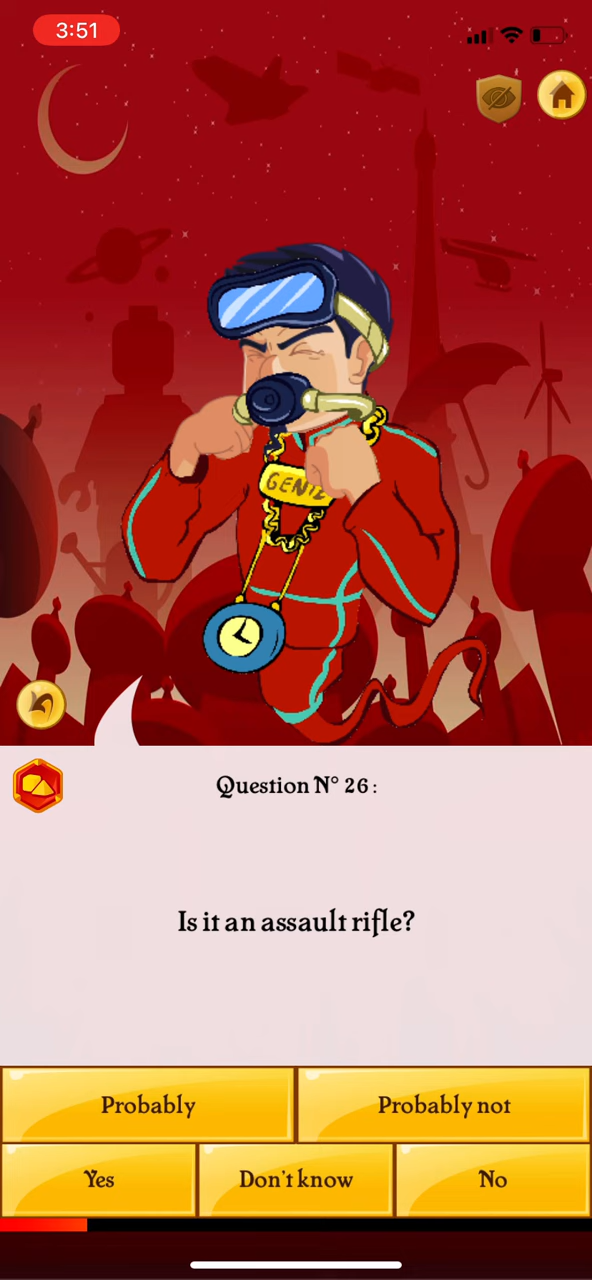 3:51
GENIE
Question N° 26 :
Is it an assault rifle?
Probably
Probably not
Yes
Don't know
No